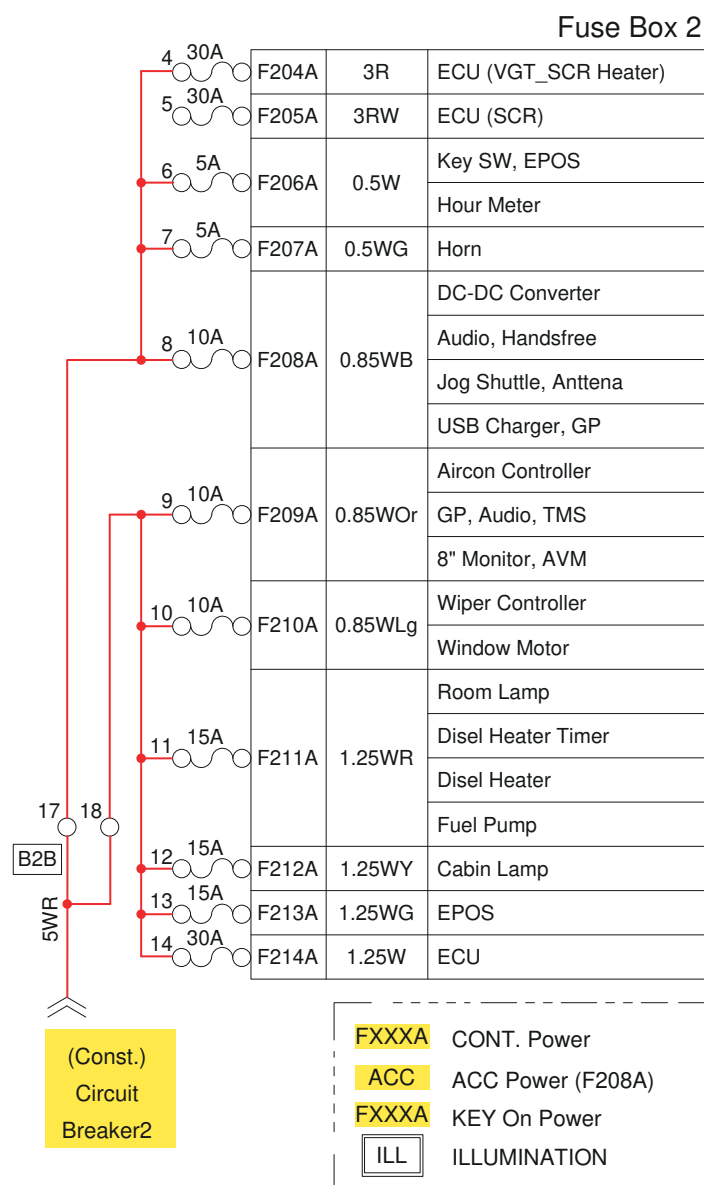 Fuse Box 2
4 30A F204A 3R ECU (VGT_SCR Heater)
5 30A F205A 3RW ECU (SCR)
6 5A F206A 0.5W Key SW, EPOS
Hour Meter
7 5A F207A 0.5WG Horn
8 10A F208A 0.85WB DC-DC Converter
Audio, Handsfree
Jog Shuttle, Anttena
USB Charger, GP
9 10A F209A 0.85WOr Aircon Controller
GP, Audio, TMS
8" Monitor, AVM
10 10A F210A 0.85WLg Wiper Controller
Window Motor
11 15A F211A 1.25WR Room Lamp
Disel Heater Timer
Disel Heater
Fuel Pump
12 15A F212A 1.25WY Cabin Lamp
13 15A F213A 1.25WG EPOS
14 30A F214A 1.25W ECU
17 18
B2B
5WR
(Const.)
Circuit
Breaker2
FXXXA CONT. Power
ACC ACC Power (F208A)
FXXXA KEY On Power
ILL ILLUMINATION